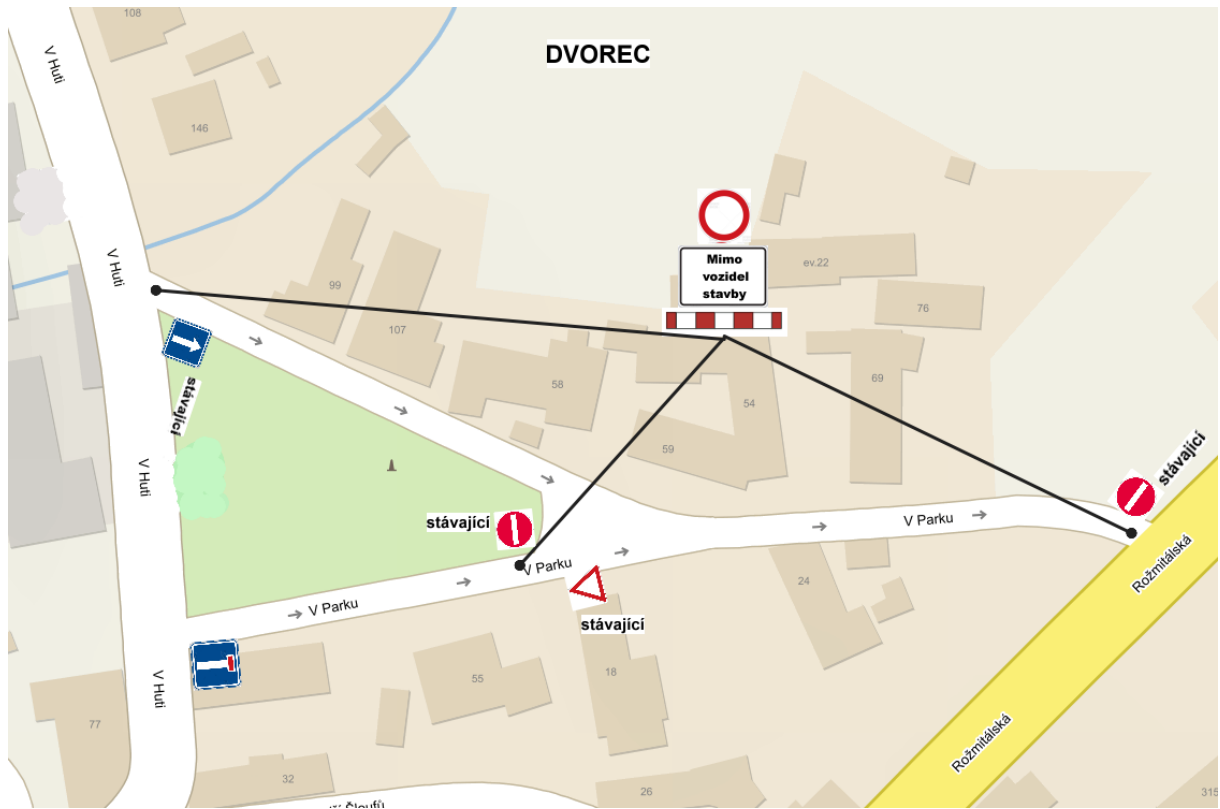 108
V Huti
DVOREC
146
V Huti
99
107
Mimo
vozidel
stavby
ev.22
76
58
54
69
59
stávající
V Huti
stávající
stávající
V Parku
V Parku
V Parku
stávající
24
Rožmitálská
18
55
V Huti
77
32
26
Rožmitálská
315